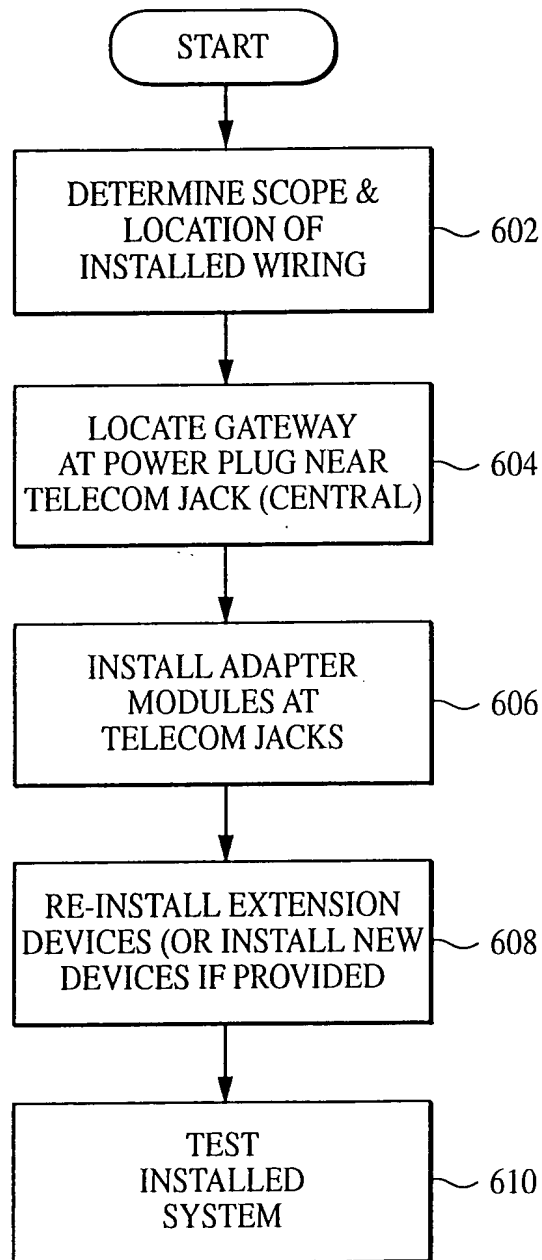 START
DETERMINE SCOPE &
LOCATION OF
INSTALLED WIRING
602
LOCATE GATEWAY
AT POWER PLUG NEAR
TELECOM JACK (CENTRAL)
604
INSTALL ADAPTER
MODULES AT
TELECOM JACKS
606
RE-INSTALL EXTENSION
DEVICES (OR INSTALL NEW
DEVICES IF PROVIDED
608
TEST
INSTALLED
SYSTEM
610